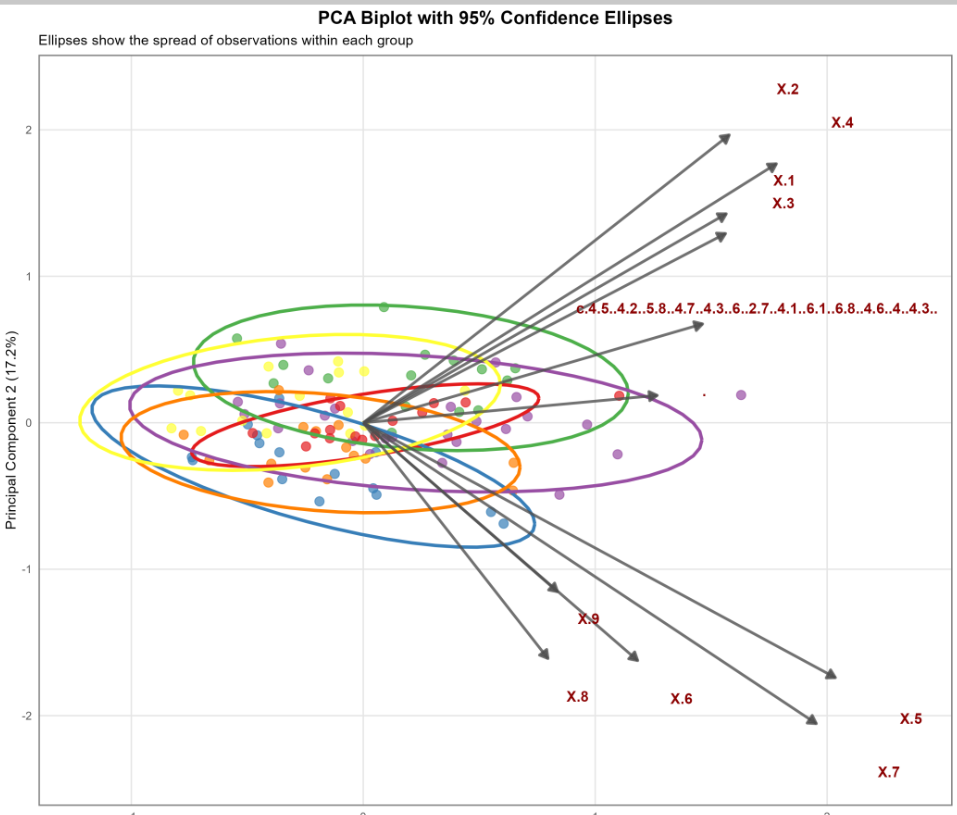 PCA Biplot with 95% Confidence Ellipses
Ellipses show the spread of observations within each group
X.2
X.4
2
X.1
X.3
1
c.4.5..4.2..5.8..4.7..4.3..6..2.7..4.1..6.1..6.8..4.6..4..4.3..
Principal Component 2 (17.2%)
0
-1
X.9
X.8
X.6
-2
X.5
X.7